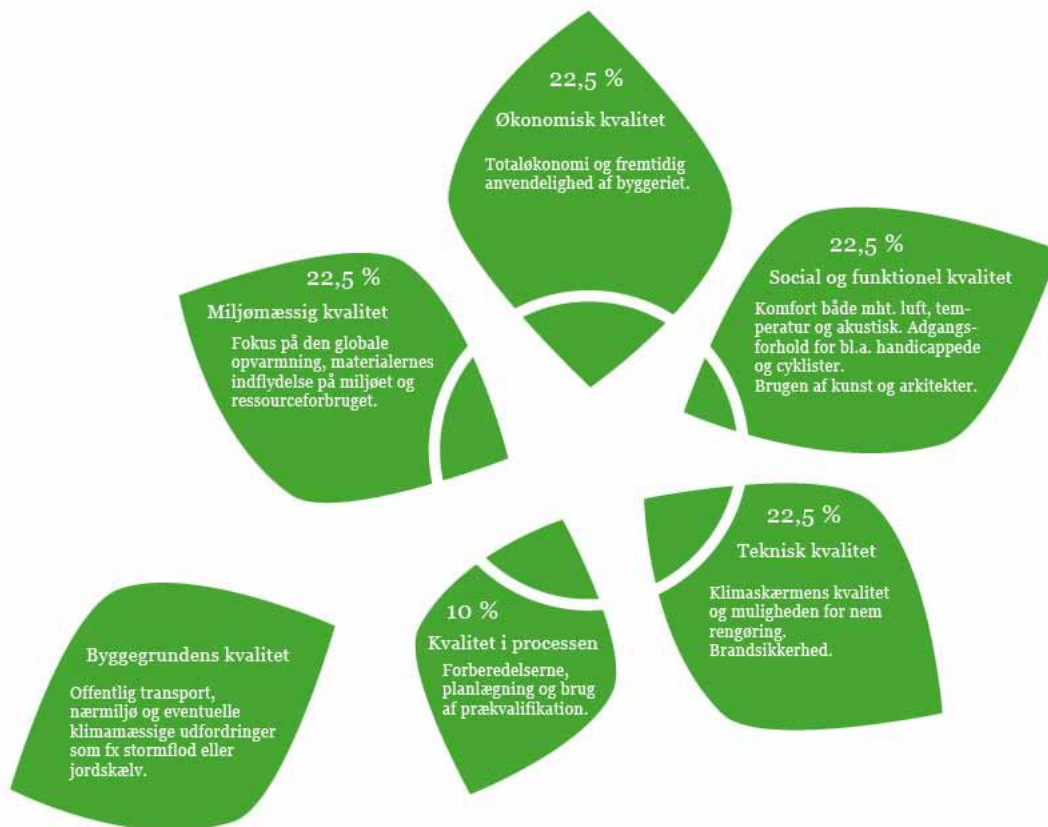 22,5 %
Økonomisk kvalitet
Totaløkonomi og fremtidig
anvendelighed af byggeriet.
22,5 %
Miljømæssig kvalitet
Fokus på den globale
opvarmning, materialernes
indflydelse på miljøet og
ressourceforbruget.
22,5 %
Social og funktionel kvalitet
Komfort både mht. luft, tem-
peratur og akustisk. Adgangs-
forhold for bl.a. handicappede
og cyklister.
Brugen af kunst og arkitekter.
22,5 %
Teknisk kvalitet
Klimaskærmens kvalitet
og muligheden for nem
rengøring.
Brandsikkerhed.
10 %
Kvalitet i processen
Forberedelserne,
planlægning og brug
af prækvalifikation.
Byggegrundens kvalitet
Offentlig transport,
nærmiljø og eventuelle
klimamæssige udfordringer
som fx stormflod eller
jordskælv.